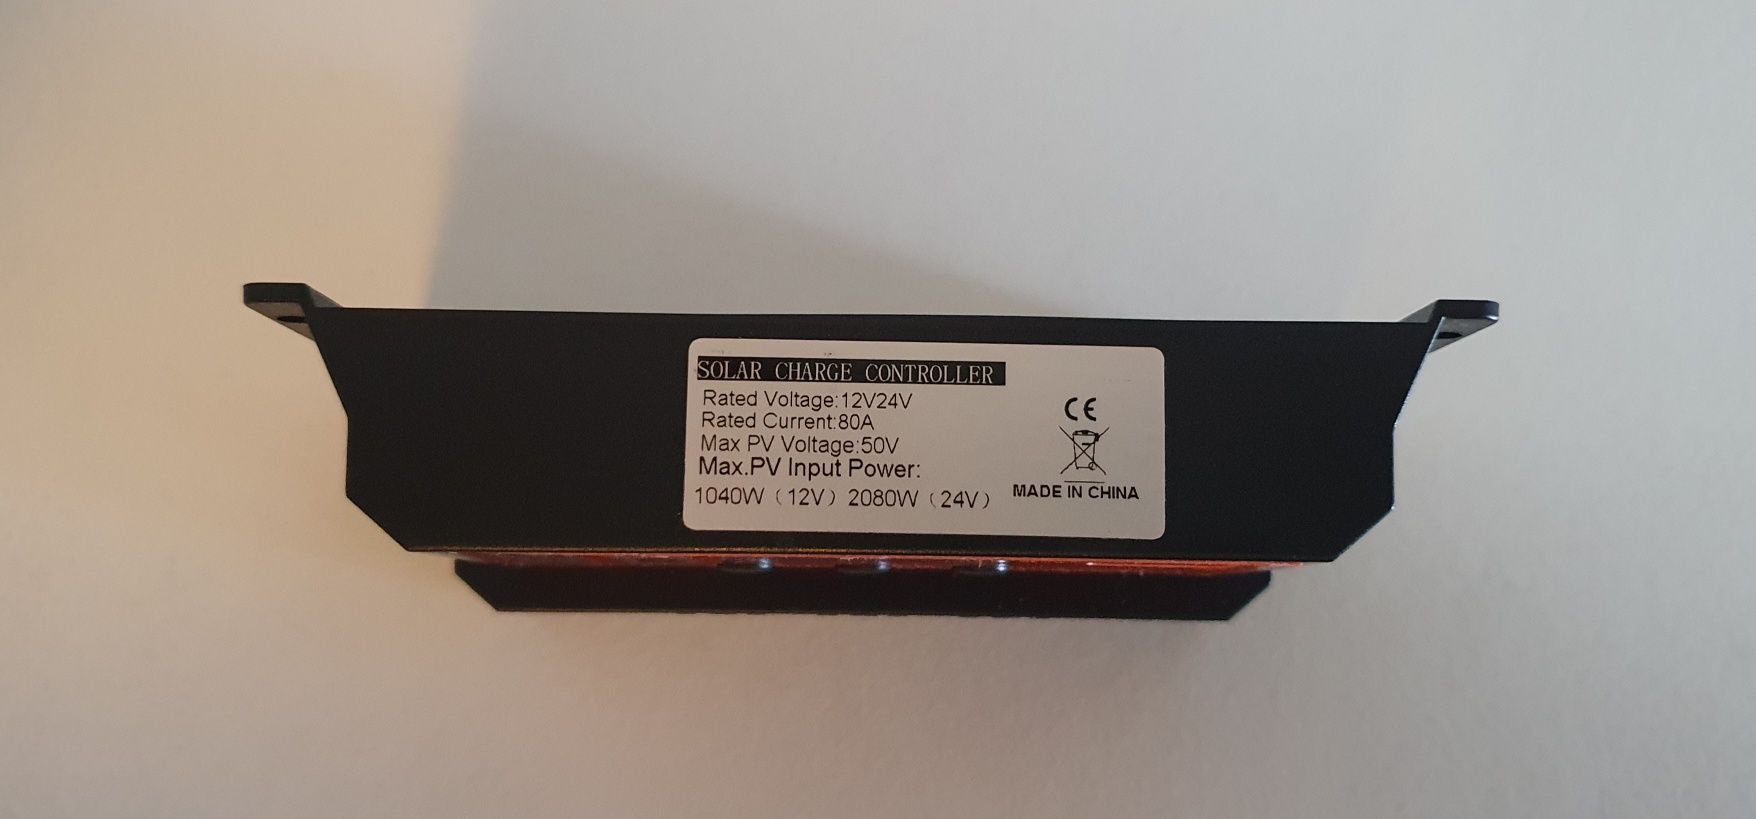 SOLAR CHARGE CONTROLLER
Rated Voltage:12V24V
Rated Current:80A
Max PV Voltage:50V
Max.PV Input Power:
1040W（12V）2080W（24V）
CE
MADE IN CHINA